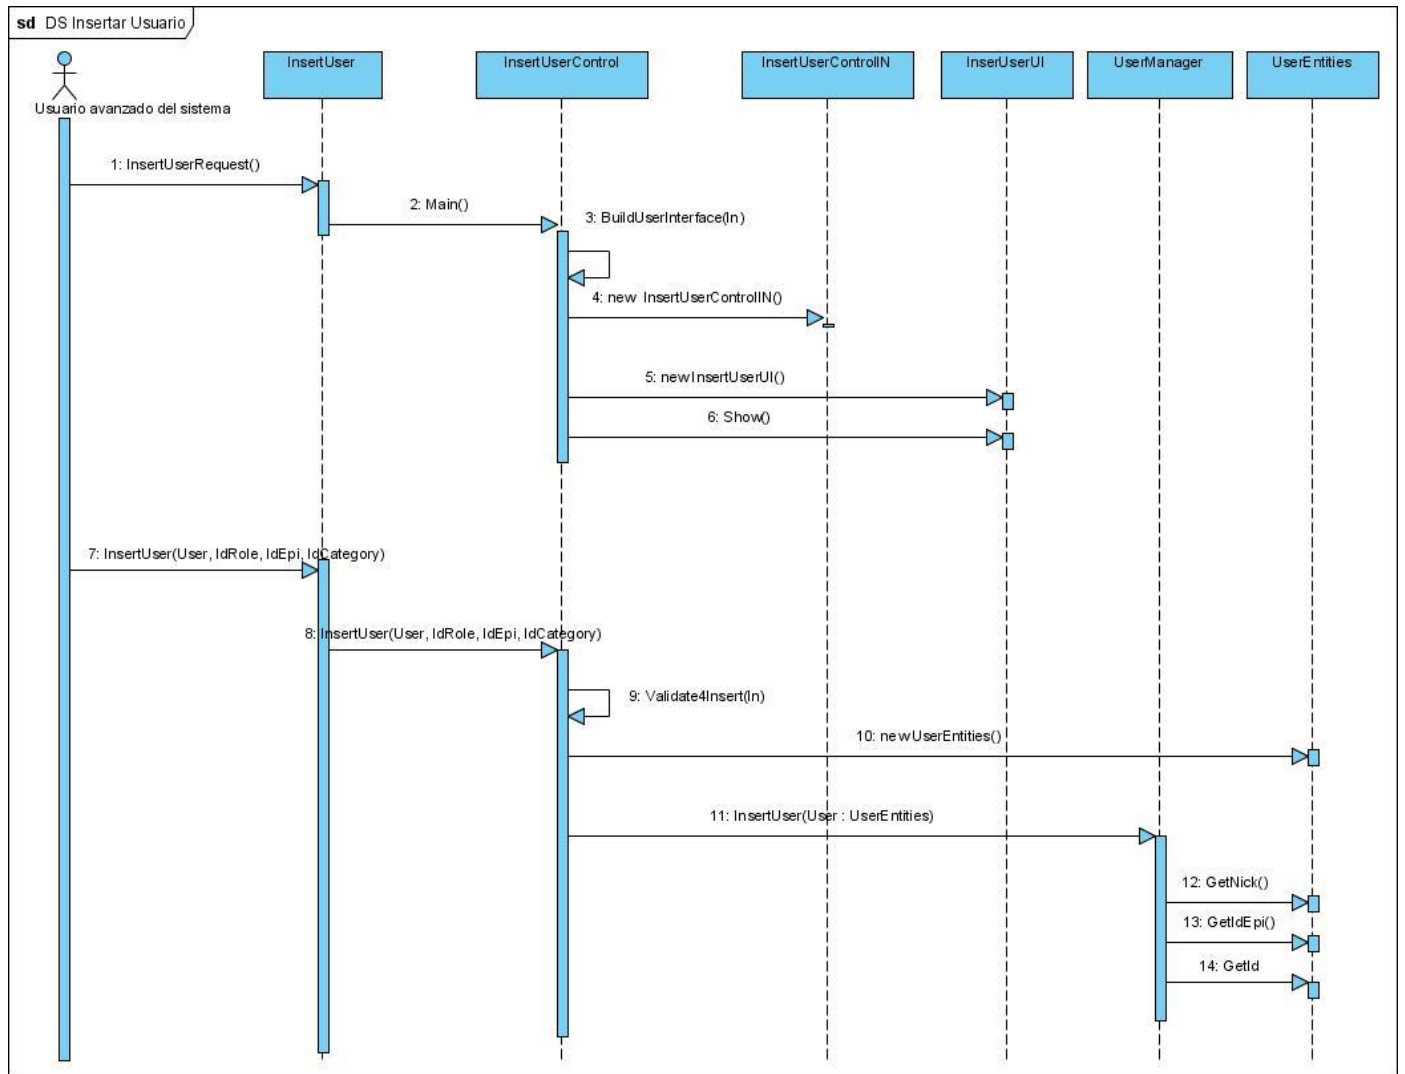 sd DS Insertar Usuario
InsertUser
InsertUserControl
InsertUserControlIN
InserUserUI
UserManager
UserEntities
Usuario avanzado del sistema
1: InsertUserRequest()
2: Main()
3: BuildUserInterface(In)
4: new InsertUserControlIN()
5: newInsertUserUI()
6: Show()
7: InsertUser(User, IdRole, IdEpi, IdCategory)
8: InsertUser(User, IdRole, IdEpi, IdCategory)
9: Validate4Insert(In)
10: newUserEntities()
11: InsertUser(User : UserEntities)
12: GetNick()
13: GetIdEpi()
14: GetId